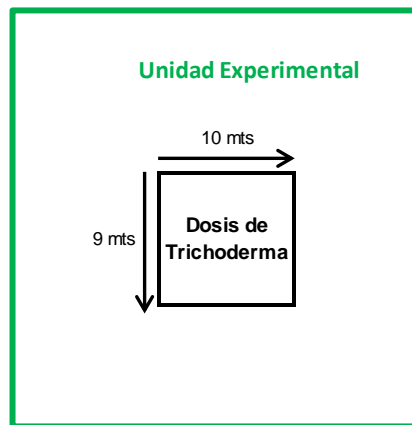 Unidad Experimental
10 mts
9 mts
Dosis de
Trichoderma